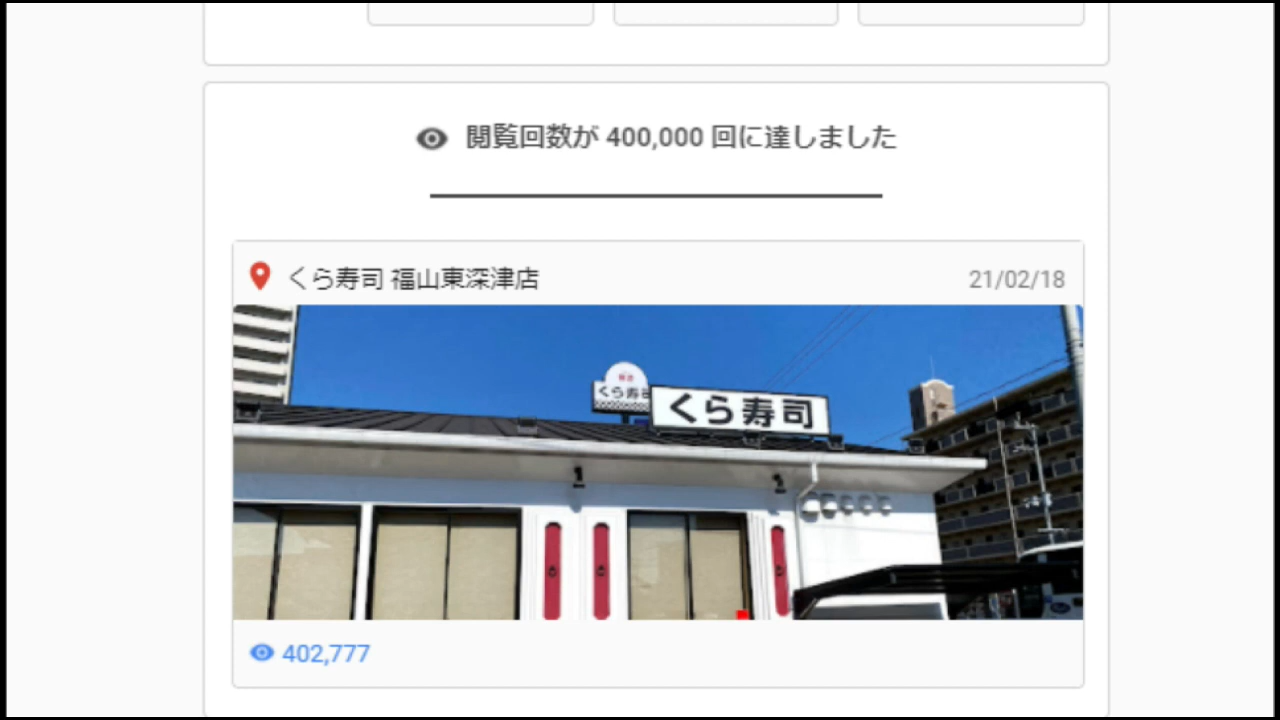 閲覧回数が 400,000 回に達しました
くら寿司 福山東深津店
21/02/18
くら寿司
くら寿司
402,777